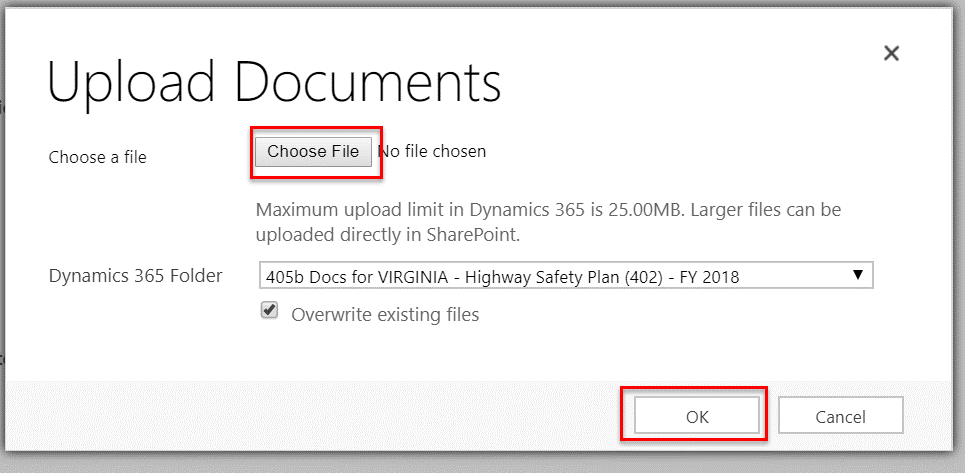 Upload Documents
Choose a file
Choose File No file chosen
Maximum upload limit in Dynamics 365 is 25.00MB. Larger files can be
uploaded directly in SharePoint.
Dynamics 365 Folder
405b Docs for VIRGINIA - Highway Safety Plan (402) - FY 2018
Overwrite existing files
OK
Cancel